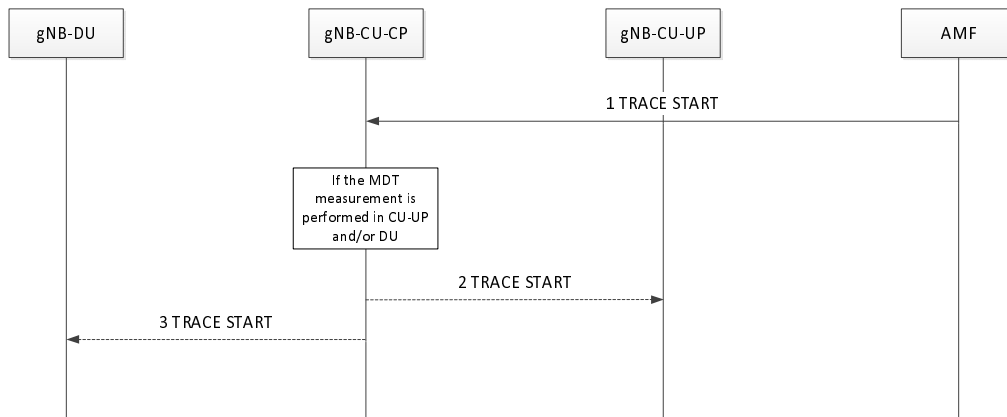 gNB-DU
gNB-CU-CP
gNB-CU-UP
AMF
1 TRACE START
If the MDT
measurement is
performed in CU-UP
and/or DU
2 TRACE START
3 TRACE START